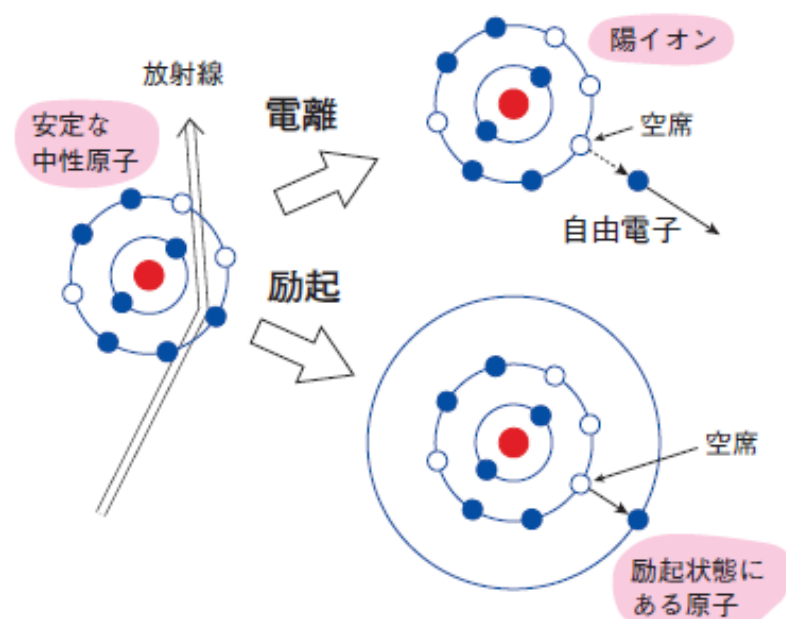 放射線
安定な
中性原子
電離
陽イオン
空席
自由電子
励起
空席
励起状態に
ある原子